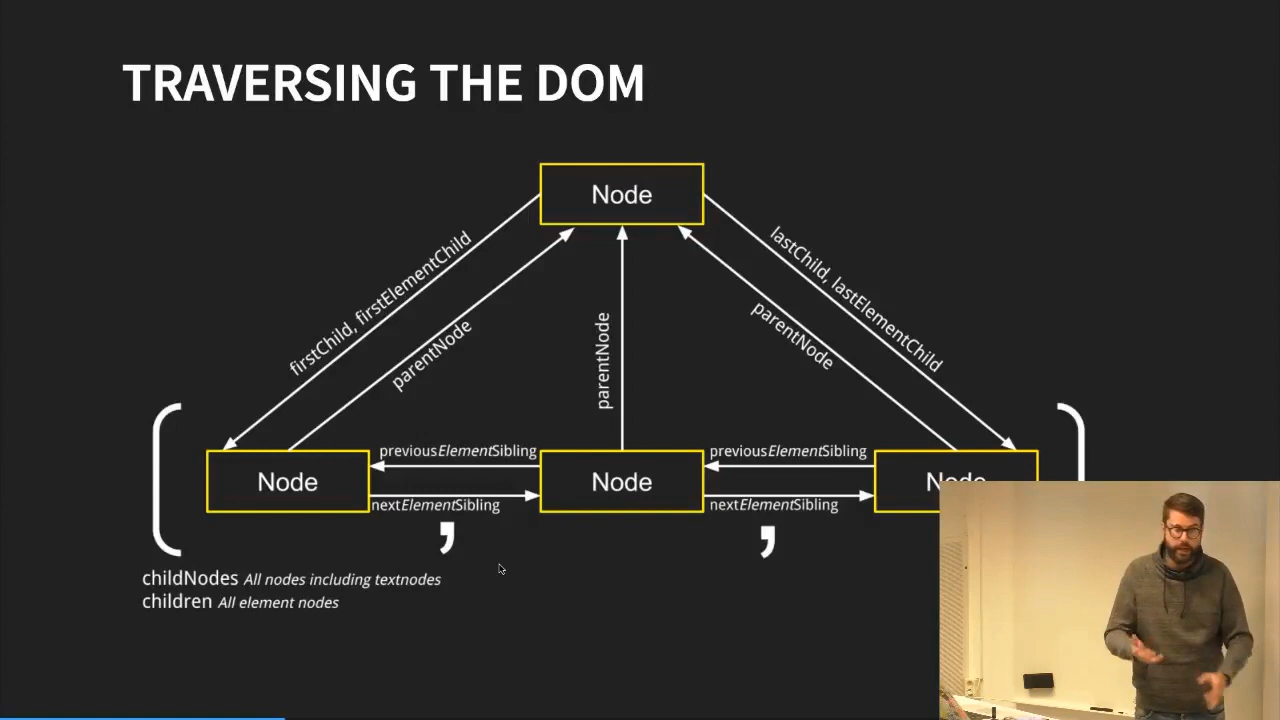 TRAVERSING THE DOM
Node
firstChild, firstElementChild
lastChild, lastElementChild
parentNode
parentNode
parentNode
previousElementSibling
previousElementSibling
Node
Node
Node
nextElementSibling
nextElementSibling
, ,
childNodes All nodes including textnodes
children All element nodes